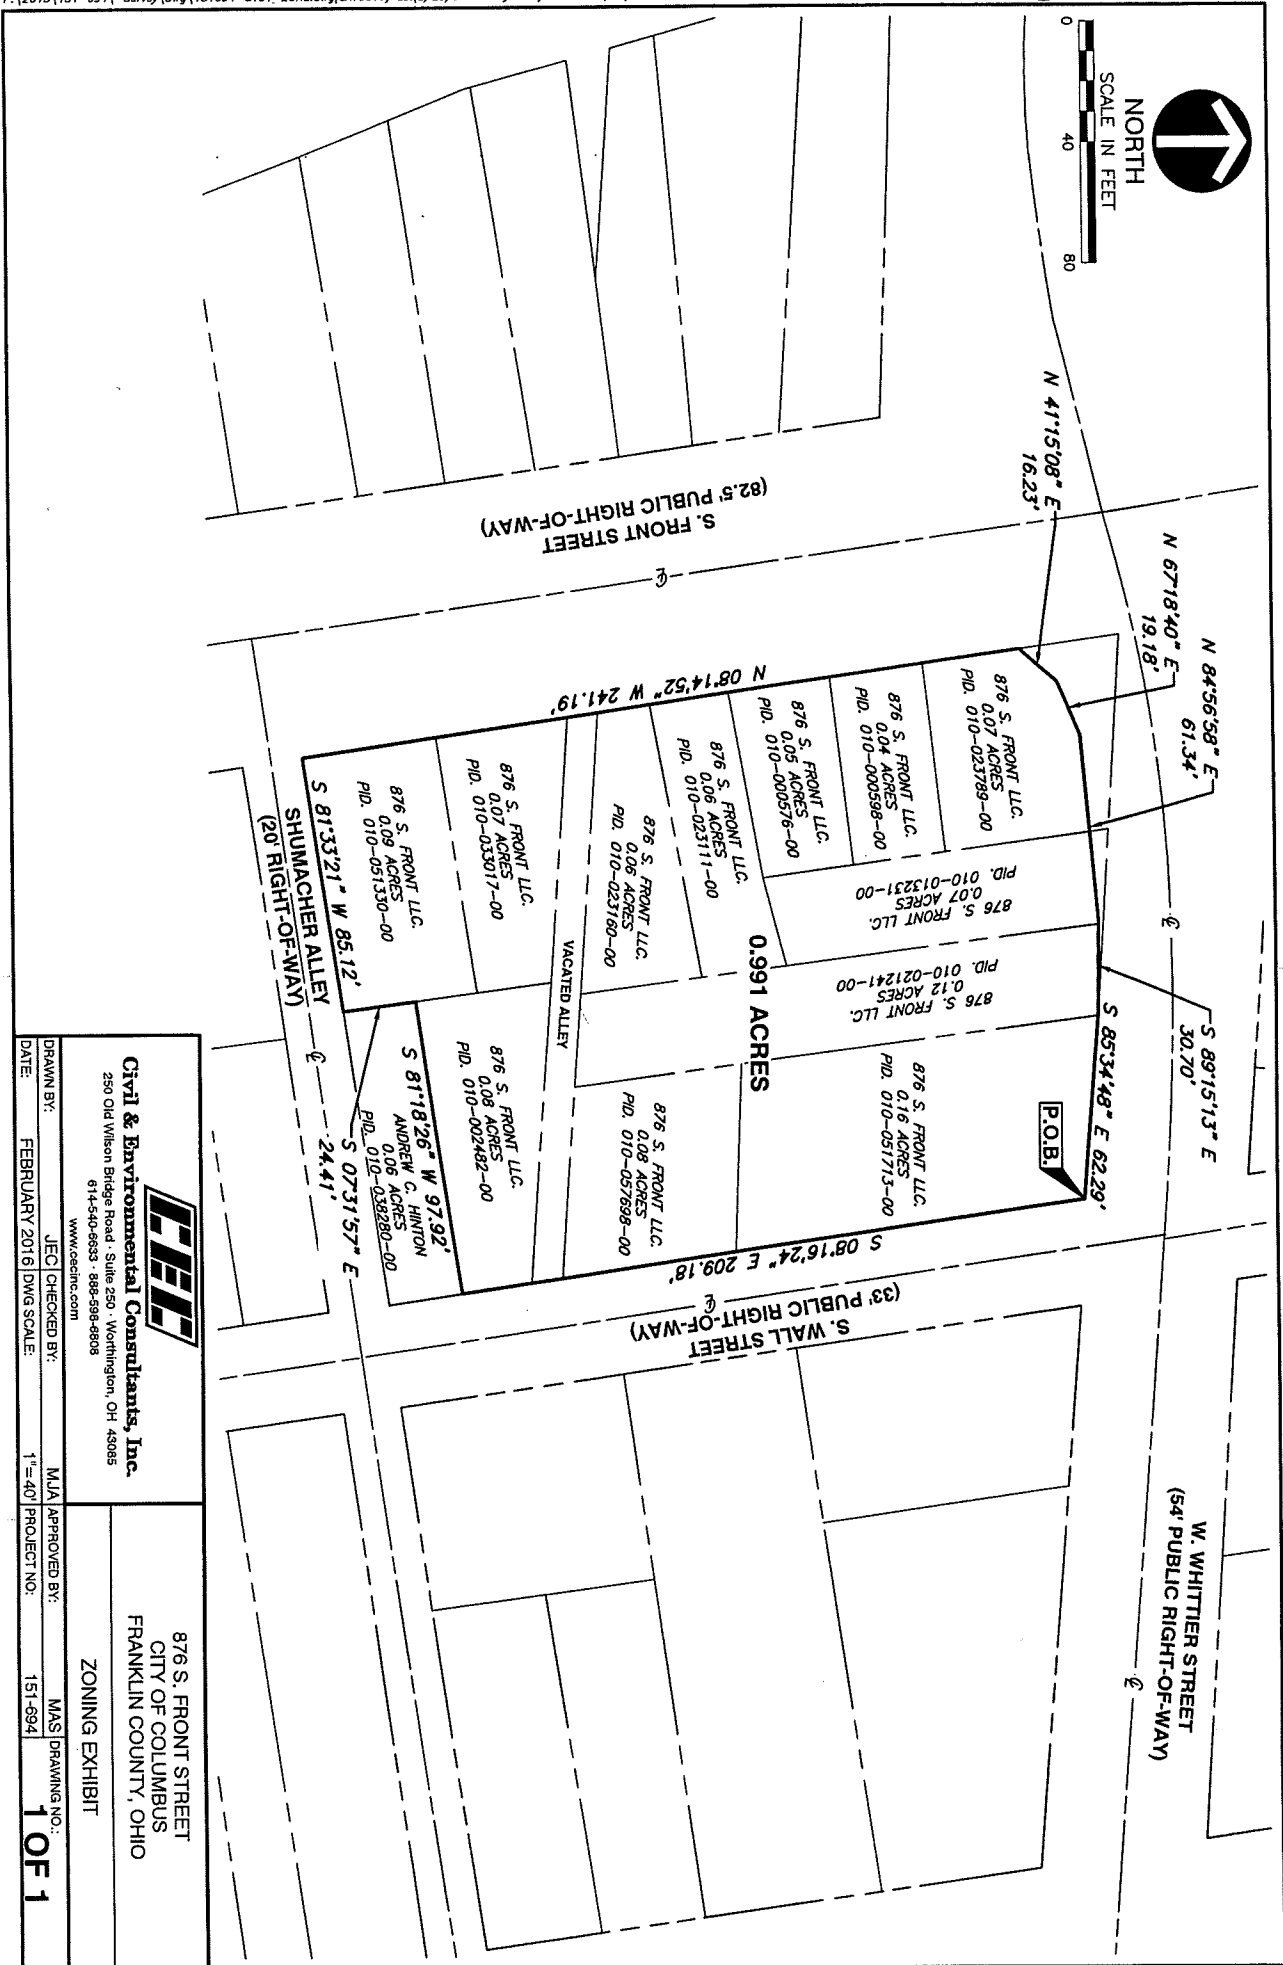 NORTH
SCALE IN FEET
0
40
80
W. WHITTIER STREET
(54' PUBLIC RIGHT-OF-WAY)
N 84°56'58" E
61.34'
N 67°18'40" E
19.18'
N 41°15'08" E
16.23'
S 89°15'13" E
30.70'
S 85°34'48" E 62.29'
P.O.B.
S. FRONT STREET
(82.5' PUBLIC RIGHT-OF-WAY)
N 08°14'52" W 241.19'
876 S. FRONT LLC.
0.07 ACRES
PID. 010-023789-00
876 S. FRONT LLC.
0.04 ACRES
PID. 010-000598-00
876 S. FRONT LLC.
0.05 ACRES
PID. 010-000576-00
876 S. FRONT LLC.
0.06 ACRES
PID. 010-023111-00
876 S. FRONT LLC.
0.06 ACRES
PID. 010-023160-00
876 S. FRONT LLC.
0.07 ACRES
PID. 010-033017-00
876 S. FRONT LLC.
0.09 ACRES
PID. 010-051330-00
876 S. FRONT LLC.
0.07 ACRES
PID. 010-013231-00
876 S. FRONT LLC.
0.12 ACRES
PID. 010-021241-00
0.991 ACRES
876 S. FRONT LLC.
0.16 ACRES
PID. 010-051713-00
876 S. FRONT LLC.
0.08 ACRES
PID. 010-057698-00
VACATED ALLEY
876 S. FRONT LLC.
0.08 ACRES
PID. 010-002482-00
S 81°18'26" W 97.92'
ANDREW C. HINTON
0.06 ACRES
PID. 010-038280-00
S 07°31'57" E
24.41'
S 81°33'21" W 85.12'
SHUMACHER ALLEY
(20' RIGHT-OF-WAY)
S 08°16'24" E 209.18'
S. WALL STREET
(33' PUBLIC RIGHT-OF-WAY)
Civil & Environmental Consultants, Inc.
250 Old Wilson Bridge Road · Suite 250 · Worthington, OH 43085
614-540-6633 · 888-598-6808
www.cecinc.com
876 S. FRONT STREET
CITY OF COLUMBUS
FRANKLIN COUNTY, OHIO
ZONING EXHIBIT
DRAWN BY: JEC CHECKED BY: MJA APPROVED BY: MAS DRAWING NO.:
DATE: FEBRUARY 2016 DWG SCALE: 1"=40' PROJECT NO: 151-694
1 OF 1